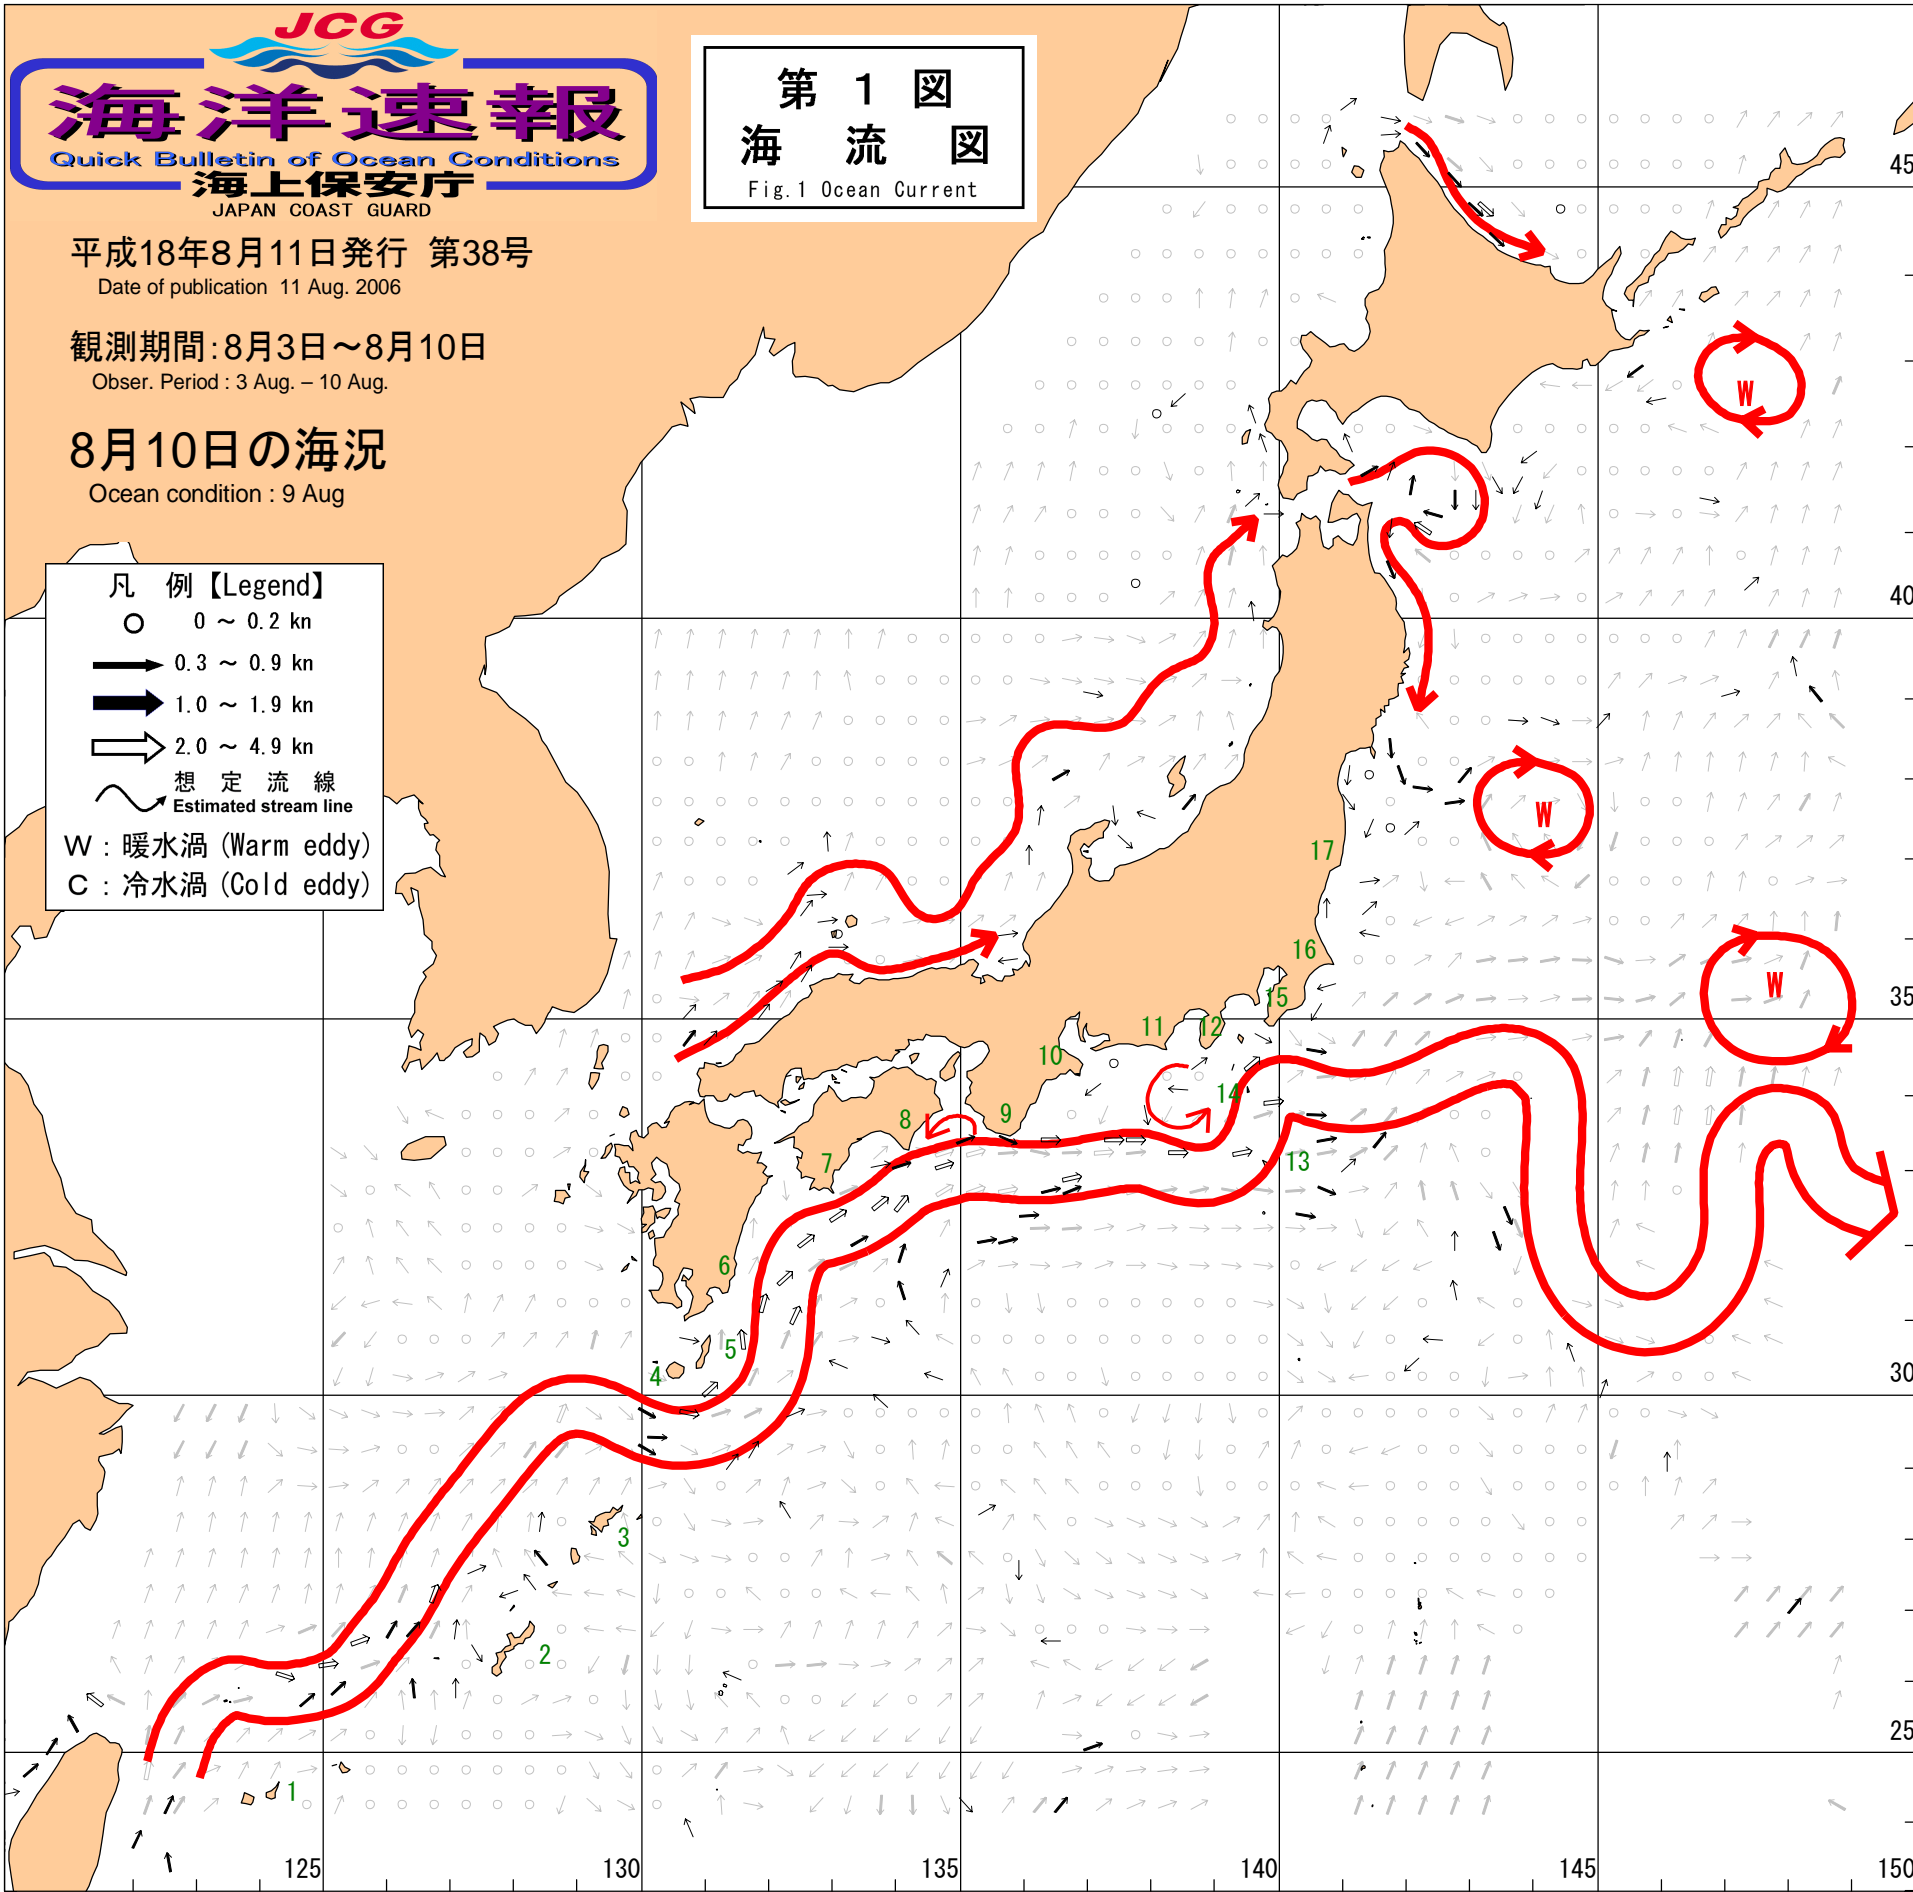 JCG
海洋速報
Quick Bulletin of Ocean Conditions
海上保安庁
JAPAN COAST GUARD
平成18年8月11日発行 第38号
Date of publication 11 Aug. 2006
観測期間:8月3日～8月10日
Obser. Period : 3 Aug. – 10 Aug.
8月10日の海況
Ocean condition : 9 Aug
第 1 図
海 流 図
Fig.1 Ocean Current
凡 例【Legend】
0 ～ 0.2 kn
0.3 ～ 0.9 kn
1.0 ～ 1.9 kn
2.0 ～ 4.9 kn
想 定 流 線
Estimated stream line
W : 暖水渦 (Warm eddy)
C : 冷水渦 (Cold eddy)
45
W
40
W
17
16
W
15
35
12
11
10
14
9
8
13
7
6
5
4
30
3
2
25
1
125
130
135
140
145
150